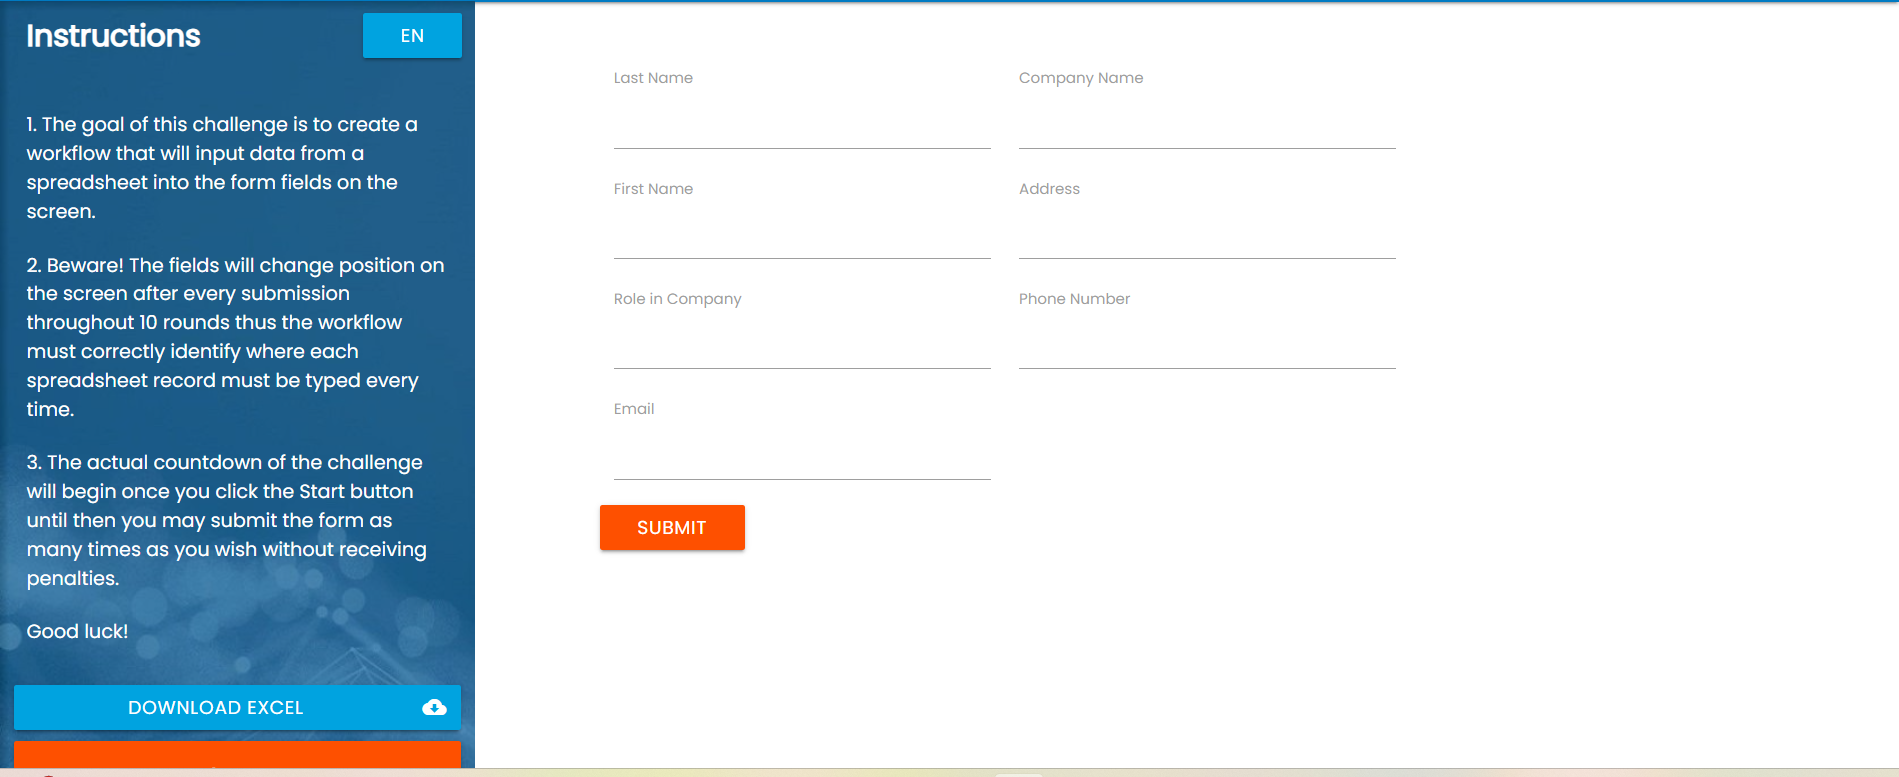 Instructions
EN
1. The goal of this challenge is to create a
workflow that will input data from a
spreadsheet into the form fields on the
screen.
2. Beware! The fields will change position on
the screen after every submission
throughout 10 rounds thus the workflow
must correctly identify where each
spreadsheet record must be typed every
time.
3. The actual countdown of the challenge
will begin once you click the Start button
until then you may submit the form as
many times as you wish without receiving
penalties.
Good luck!
DOWNLOAD EXCEL
Last Name
Company Name
First Name
Address
Role in Company
Phone Number
Email
SUBMIT